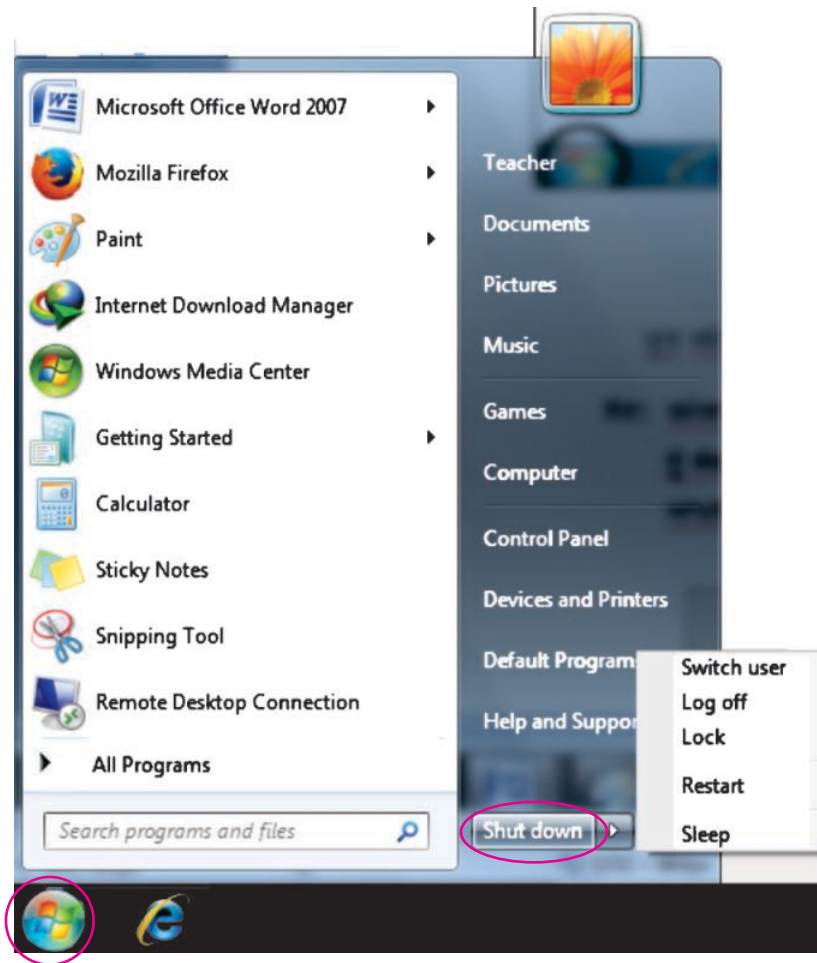 Microsoft Office Word 2007
Mozilla Firefox
Paint
Internet Download Manager
Windows Media Center
Getting Started
Calculator
Sticky Notes
Snipping Tool
Remote Desktop Connection
All Programs
Search programs and files
Teacher
Documents
Pictures
Music
Games
Computer
Control Panel
Devices and Printers
Default Program
Help and Suppor
Shut down
Switch user
Log off
Lock
Restart
Sleep